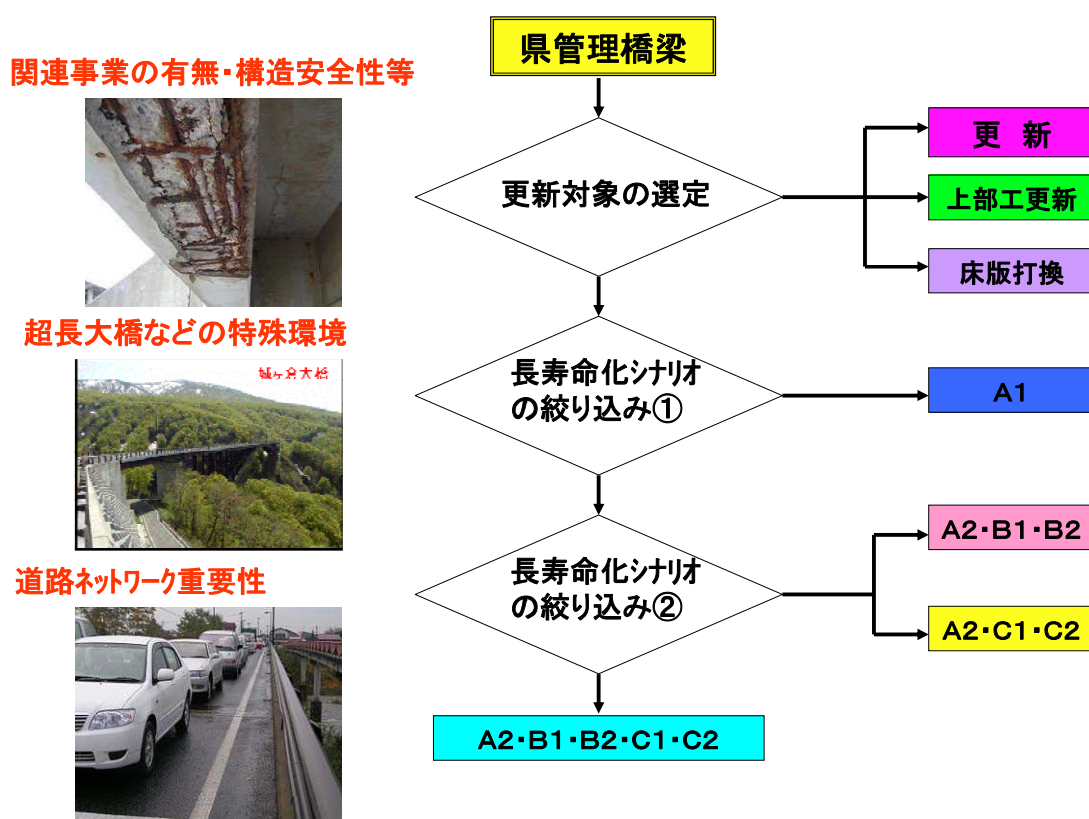 県管理橋梁
関連事業の有無・構造安全性等
更新対象の選定
更 新
上部工更新
床版打換
超長大橋などの特殊環境
城ヶ倉大橋
長寿命化シナリオ
の絞り込み①
A1
道路ネットワーク重要性
長寿命化シナリオ
の絞り込み②
A2・B1・B2
A2・C1・C2
A2・B1・B2・C1・C2